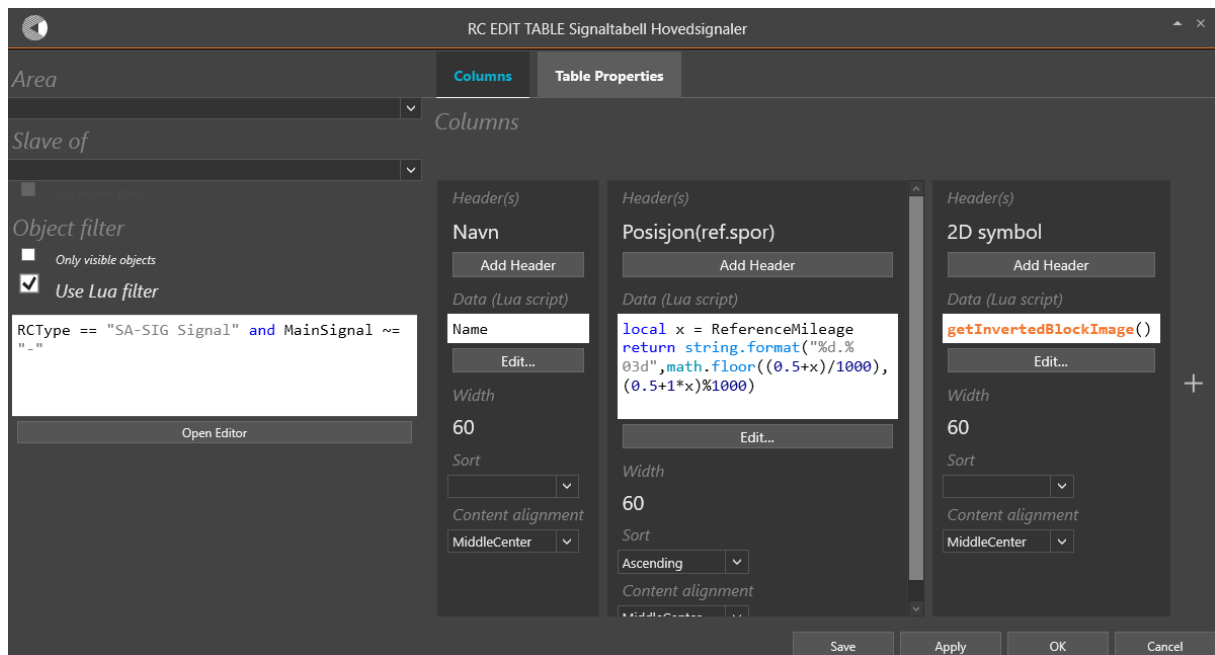 RC EDIT TABLE Signaltabell Hovedsignaler
Area
Slave of
Object filter
Only visible objects
Use Lua filter
RCType == "SA-SIG Signal" and MainSignal ~=
"-"
Open Editor
Columns
Table Properties
Columns
Header(s)
Navn
Add Header
Data (Lua script)
Name
Edit...
Width
60
Sort
Content alignment
MiddleCenter
Header(s)
Posisjon(ref.spor)
Add Header
Data (Lua script)
local x = ReferenceMileage
return string.format("%d.%
03d",math.floor((0.5+x)/1000),
(0.5+1*x)%1000)
Edit...
Width
60
Sort
Ascending
Content alignment
MiddleCenter
Header(s)
2D symbol
Add Header
Data (Lua script)
getInvertedBlockImage()
Edit...
Width
60
Sort
Content alignment
MiddleCenter
Save
Apply
OK
Cancel